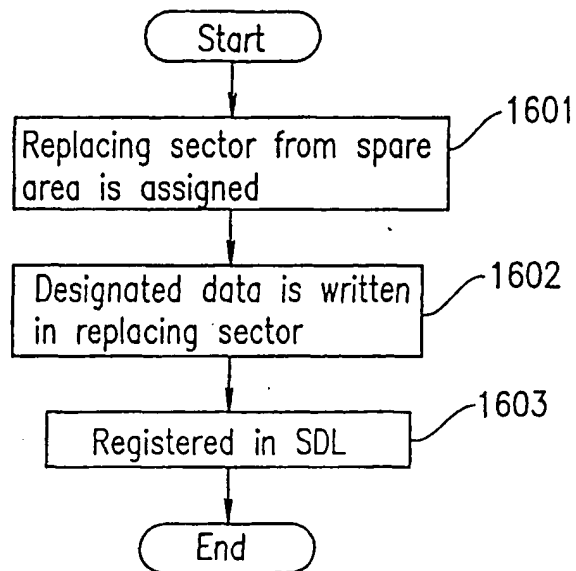 Start
1601
Replacing sector from spare
area is assigned
1602
Designated data is written
in replacing sector
1603
Registered in SDL
End